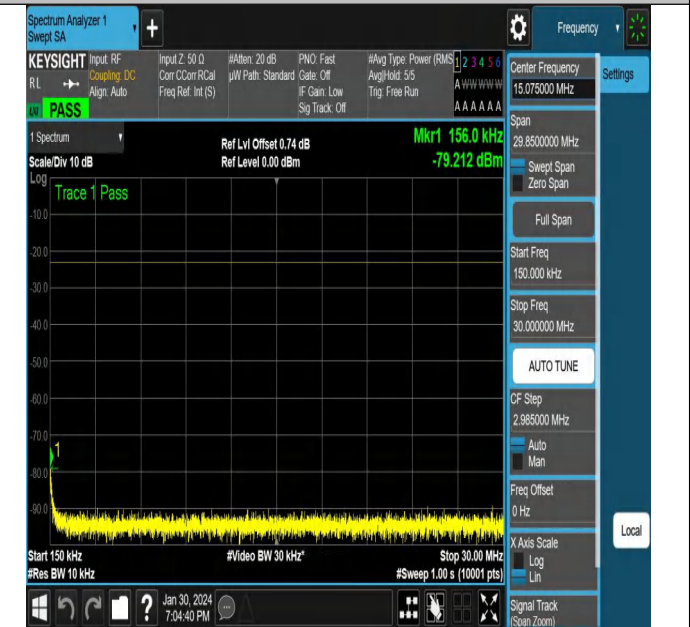 Spectrum Analyzer 1
Swept SA
+
Frequency
KEYSIGHT
RL
PASS
Input: RF
Coupling: DC
Align: Auto
Input Z: 50 Ω
Corr CCorr RCal
Freq Ref: Int (S)
#Atten: 20 dB
µW Path: Standard
PNO: Fast
Gate: Off
IF Gain: Low
Sig Track: Off
#Avg Type: Power (RMS
Avg|Hold: 5/5
Trig: Free Run
1 2 3 4 5 6
A W W W W W
A A A A A A
1 Spectrum
Scale/Div 10 dB
Log
Ref Lvl Offset 0.74 dB
Ref Level 0.00 dBm
Mkr1 156.0 kHz
-79.212 dBm
Trace 1 Pass
-10.0
-20.0
-30.0
-40.0
-50.0
-60.0
-70.0
1
-80.0
-90.0
Start 150 kHz
#Res BW 10 kHz
#Video BW 30 kHz*
Stop 30.00 MHz
#Sweep 1.00 s (10001 pts)
Jan 30, 2024
7:04:40 PM
Center Frequency
15.075000 MHz
Settings
Span
29.8500000 MHz
Swept Span
Zero Span
Full Span
Start Freq
150.000 kHz
Stop Freq
30.000000 MHz
AUTO TUNE
CF Step
2.985000 MHz
Auto
Man
Freq Offset
0 Hz
X Axis Scale
Log
Lin
Local
Signal Track
(Span Zoom)